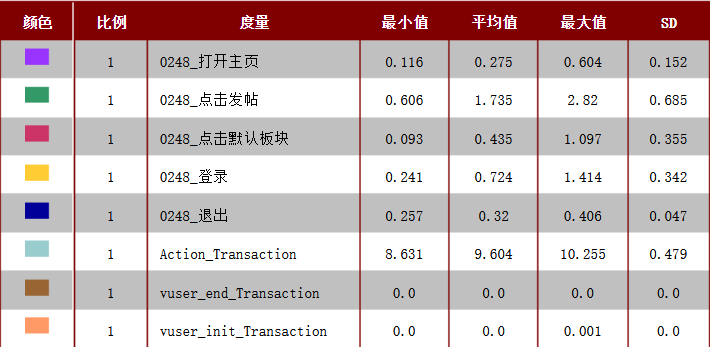 颜色 比例 度量 最小值 平均值 最大值 SD
1 0248_打开主页 0.116 0.275 0.604 0.152
1 0248_点击发帖 0.606 1.735 2.82 0.685
1 0248_点击默认板块 0.093 0.435 1.097 0.355
1 0248_登录 0.241 0.724 1.414 0.342
1 0248_退出 0.257 0.32 0.406 0.047
1 Action_Transaction 8.631 9.604 10.255 0.479
1 vuser_end_Transaction 0.0 0.0 0.0 0.0
1 vuser_init_Transaction 0.0 0.0 0.001 0.0